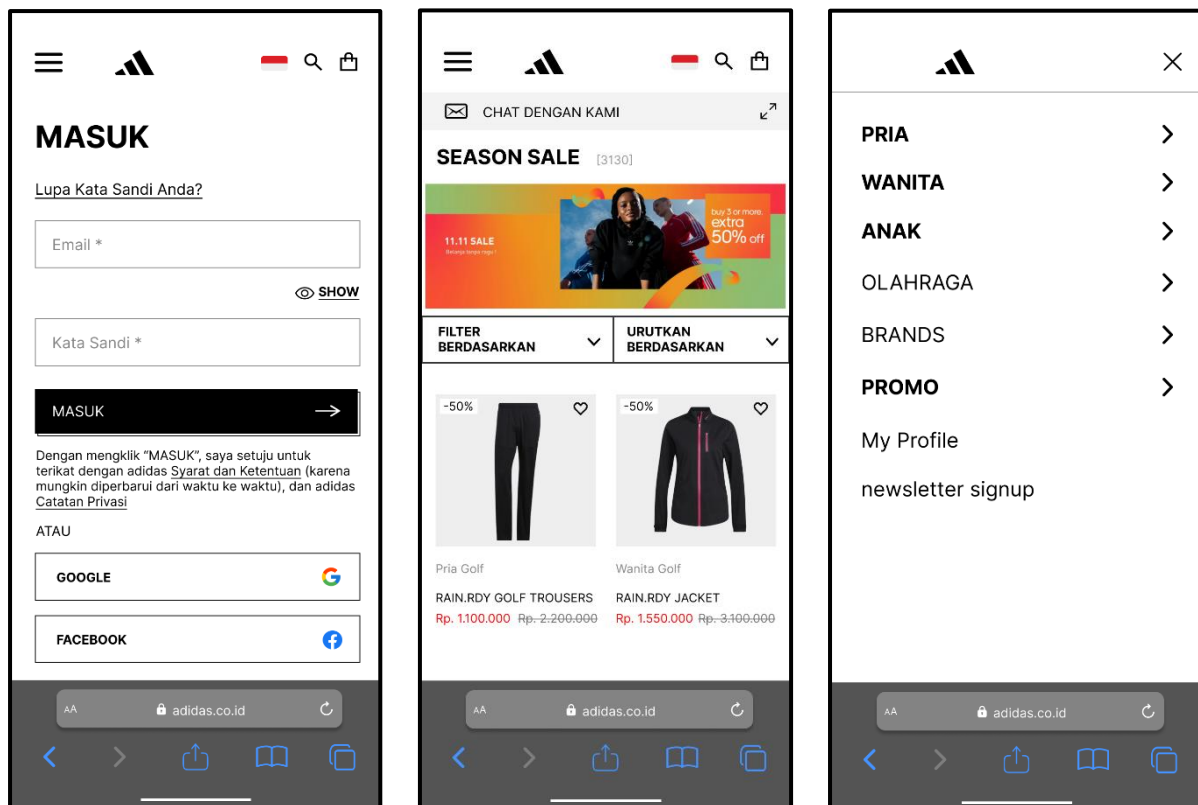 MASUK
Lupa Kata Sandi Anda?
Email *
SHOW
Kata Sandi *
MASUK
Dengan mengklik “MASUK”, saya setuju untuk
terikat dengan adidas Syarat dan Ketentuan (karena
mungkin diperbarui dari waktu ke waktu), dan adidas
Catatan Privasi
ATAU
GOOGLE
FACEBOOK
AA
adidas.co.id
CHAT DENGAN KAMI
SEASON SALE [3130]
11.11 SALE
Belanja tanpa ragu !
buy 3 or more.
extra
50% off
FILTER
BERDASARKAN
URUTKAN
BERDASARKAN
-50%
-50%
Pria Golf
Wanita Golf
RAIN.RDY GOLF TROUSERS
RAIN.RDY JACKET
Rp. 1.100.000 Rp. 2.200.000
Rp. 1.550.000 Rp. 3.100.000
AA
adidas.co.id
PRIA
WANITA
ANAK
OLAHRAGA
BRANDS
PROMO
My Profile
newsletter signup
AA
adidas.co.id